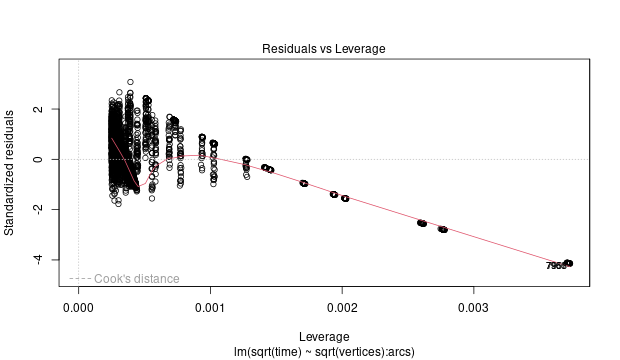 Residuals vs Leverage
Standardized residuals
2
0
-2
-4
Cook's distance
0.000 0.001 0.002 0.003
Leverage
lm(sqrt(time) ~ sqrt(vertices):arcs)